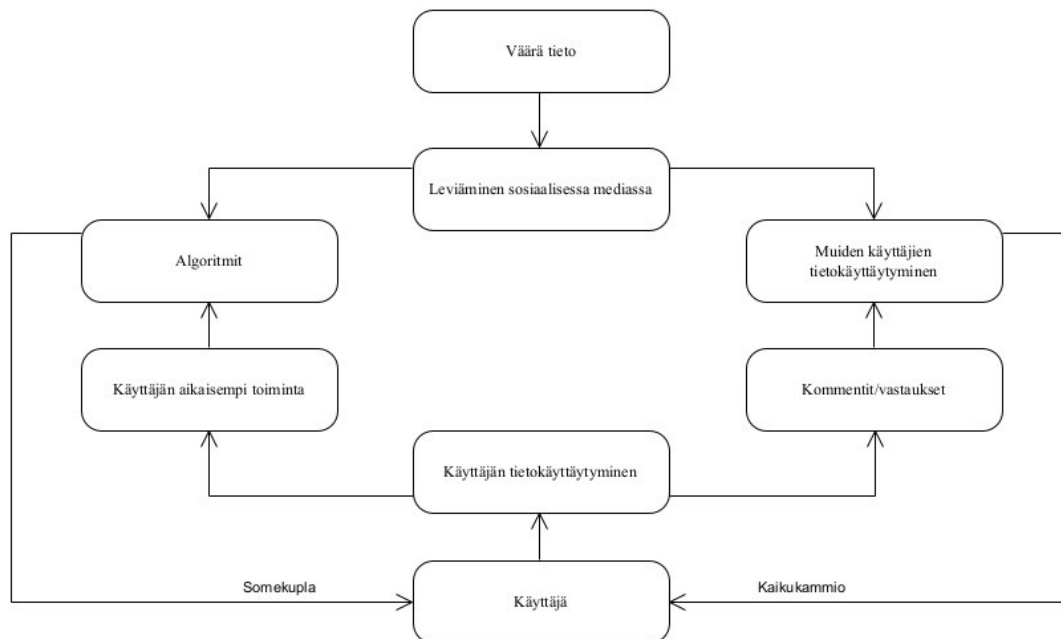 Väärä tieto
Leviäminen sosiaalisessa mediassa
Algoritmit
Muiden käyttäjien
tietokäyttäytyminen
Käyttäjän aikaisempi toiminta
Kommentit/vastaukset
Käyttäjän tietokäyttäytyminen
Somekupla
Kaikukammio
Käyttäjä